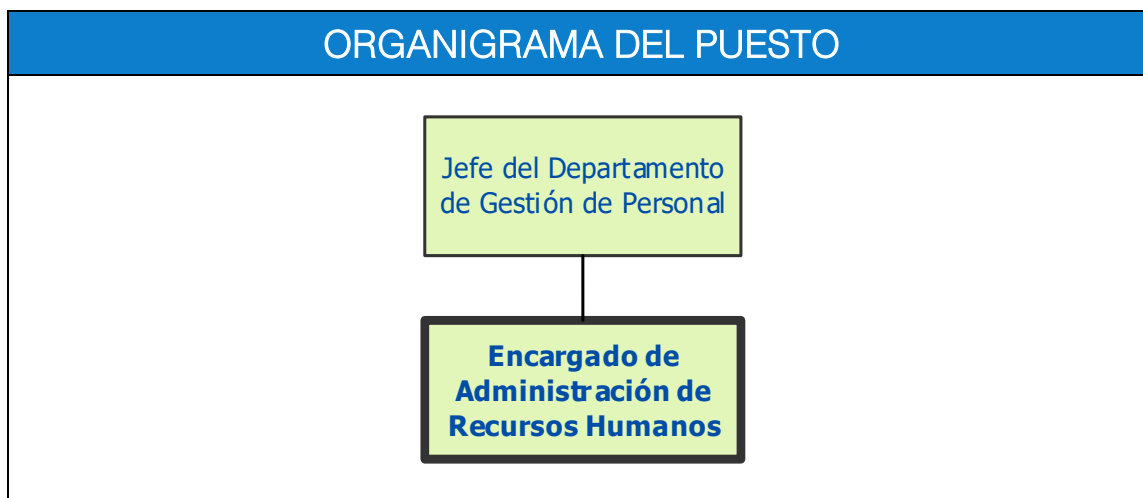 ORGANIGRAMA DEL PUESTO
Jefe del Departamento
de Gestión de Personal
Encargado de
Administración de
Recursos Humanos